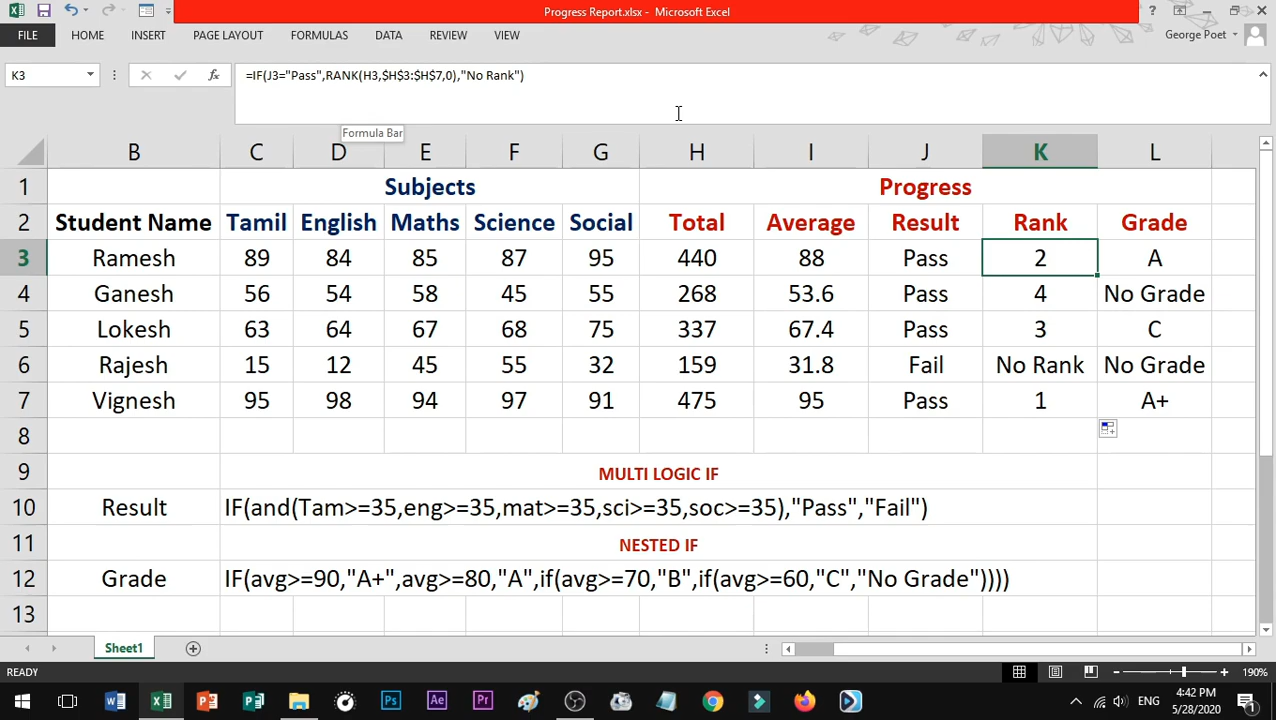 Progress Report.xlsx - Microsoft Excel
FILE HOME INSERT PAGE LAYOUT FORMULAS DATA REVIEW VIEW George Poet
K3 fx =IF(J3="Pass",RANK(H3,$H$3:$H$7,0),"No Rank")
Formula Bar
B C D E F G H I J K L
1 Subjects Progress
2 Student Name Tamil English Maths Science Social Total Average Result Rank Grade
3 Ramesh 89 84 85 87 95 440 88 Pass 2 A
4 Ganesh 56 54 58 45 55 268 53.6 Pass 4 No Grade
5 Lokesh 63 64 67 68 75 337 67.4 Pass 3 C
6 Rajesh 15 12 45 55 32 159 31.8 Fail No Rank No Grade
7 Vignesh 95 98 94 97 91 475 95 Pass 1 A+
8
9 MULTI LOGIC IF
10 Result IF(and(Tam>=35,eng>=35,mat>=35,sci>=35,soc>=35),"Pass","Fail")
11 NESTED IF
12 Grade IF(avg>=90,"A+",avg>=80,"A",if(avg>=70,"B",if(avg>=60,"C","No Grade"))))
13
Sheet1
READY 190%
Ps Ae Pr ENG 4:42 PM
5/28/2020 1